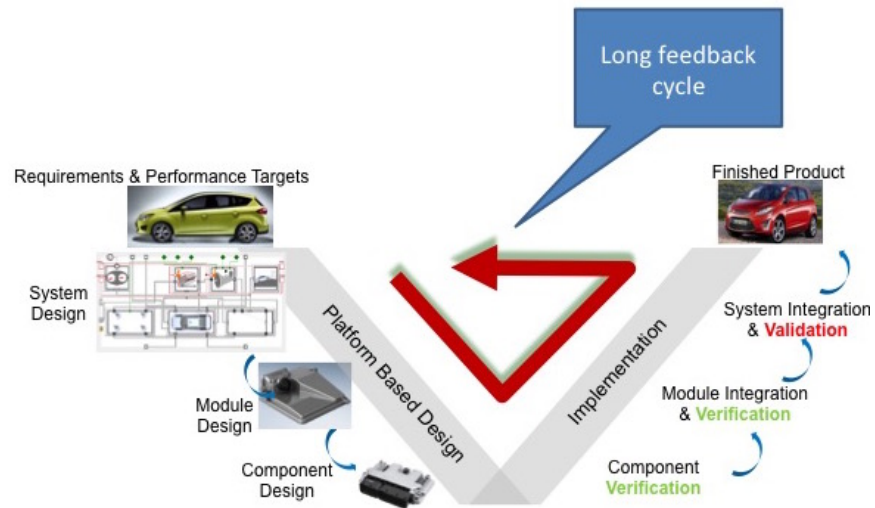 Long feedback
cycle
Requirements & Performance Targets
Finished Product
System
Design
Platform Based Design
Implementation
System Integration
& Validation
Module
Design
Module Integration
& Verification
Component
Design
Component
Verification